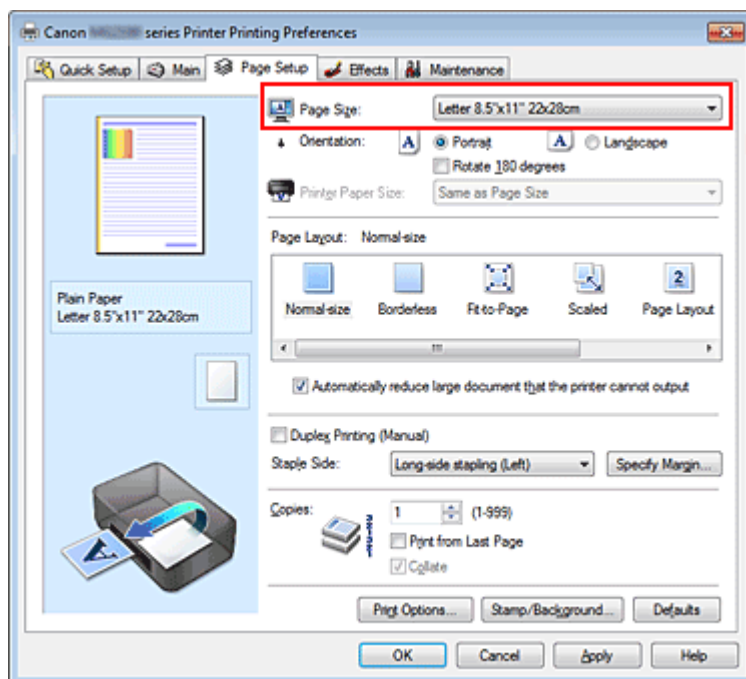 Canon series Printer Printing Preferences
Quick Setup Main Page Setup Effects Maintenance
Page Size: Letter 8.5"x11" 22x28cm
Orientation: A Portrait A Landscape
Rotate 180 degrees
Printer Paper Size: Same as Page Size
Page Layout: Normal-size
2
Normal-size Borderless Fit-to-Page Scaled Page Layout
Plain Paper
Letter 8.5"x11" 22x28cm
Automatically reduce large document that the printer cannot output
Duplex Printing (Manual)
Staple Side: Long-side stapling (Left) Specify Margin...
Copies: 1 (1-999)
Print from Last Page
Collate
A
Print Options... Stamp/Background... Defaults
OK Cancel Apply Help